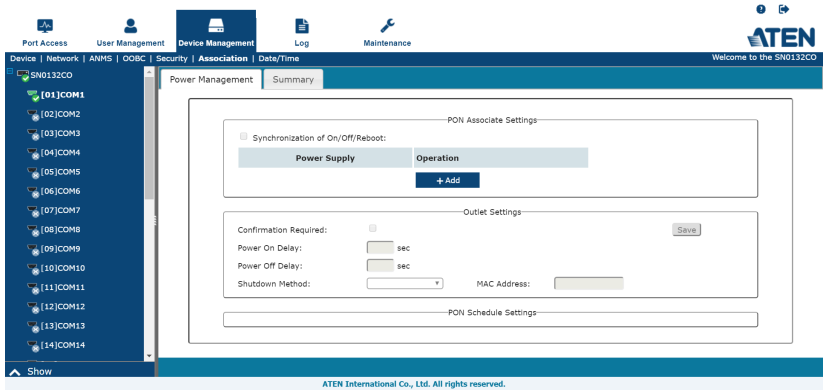 Port Access User Management Device Management Log Maintenance
ATEN
Device | Network | ANMS | OOBC | Security | Association | Date/Time
Welcome to the SN0132CO
SN0132CO
[01]COM1
[02]COM2
[03]COM3
[04]COM4
[05]COM5
[06]COM6
[07]COM7
[08]COM8
[09]COM9
[10]COM10
[11]COM11
[12]COM12
[13]COM13
[14]COM14
Show
Power Management Summary
PON Associate Settings
Synchronization of On/Off/Reboot:
Power Supply Operation
+ Add
Outlet Settings
Confirmation Required: Save
Power On Delay: sec
Power Off Delay: sec
Shutdown Method: MAC Address:
PON Schedule Settings
ATEN International Co., Ltd. All rights reserved.